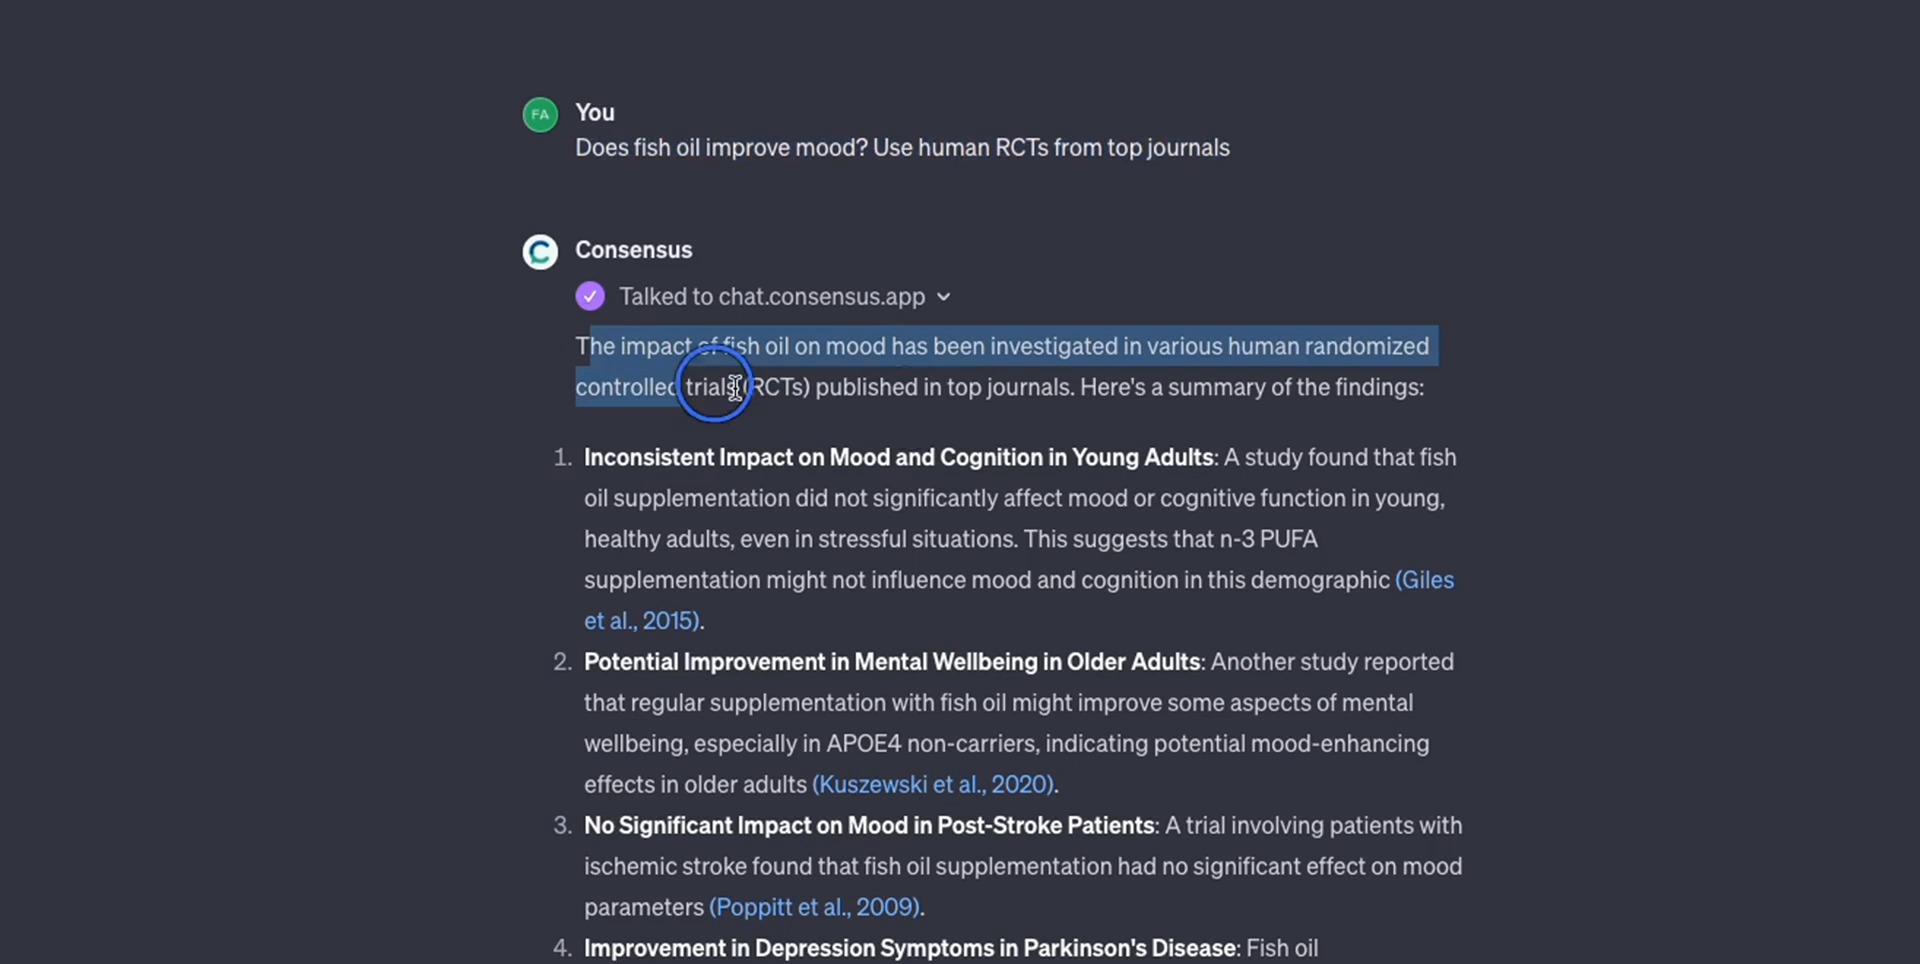 FA
You
Does fish oil improve mood? Use human RCTs from top journals
Consensus
Talked to chat.consensus.app
The impact of fish oil on mood has been investigated in various human randomized
controlled trials (RCTs) published in top journals. Here's a summary of the findings:
1. Inconsistent Impact on Mood and Cognition in Young Adults: A study found that fish
oil supplementation did not significantly affect mood or cognitive function in young,
healthy adults, even in stressful situations. This suggests that n-3 PUFA
supplementation might not influence mood and cognition in this demographic (Giles
et al., 2015).
2. Potential Improvement in Mental Wellbeing in Older Adults: Another study reported
that regular supplementation with fish oil might improve some aspects of mental
wellbeing, especially in APOE4 non-carriers, indicating potential mood-enhancing
effects in older adults (Kuszewski et al., 2020).
3. No Significant Impact on Mood in Post-Stroke Patients: A trial involving patients with
ischemic stroke found that fish oil supplementation had no significant effect on mood
parameters (Poppitt et al., 2009).
4. Improvement in Depression Symptoms in Parkinson's Disease: Fish oil